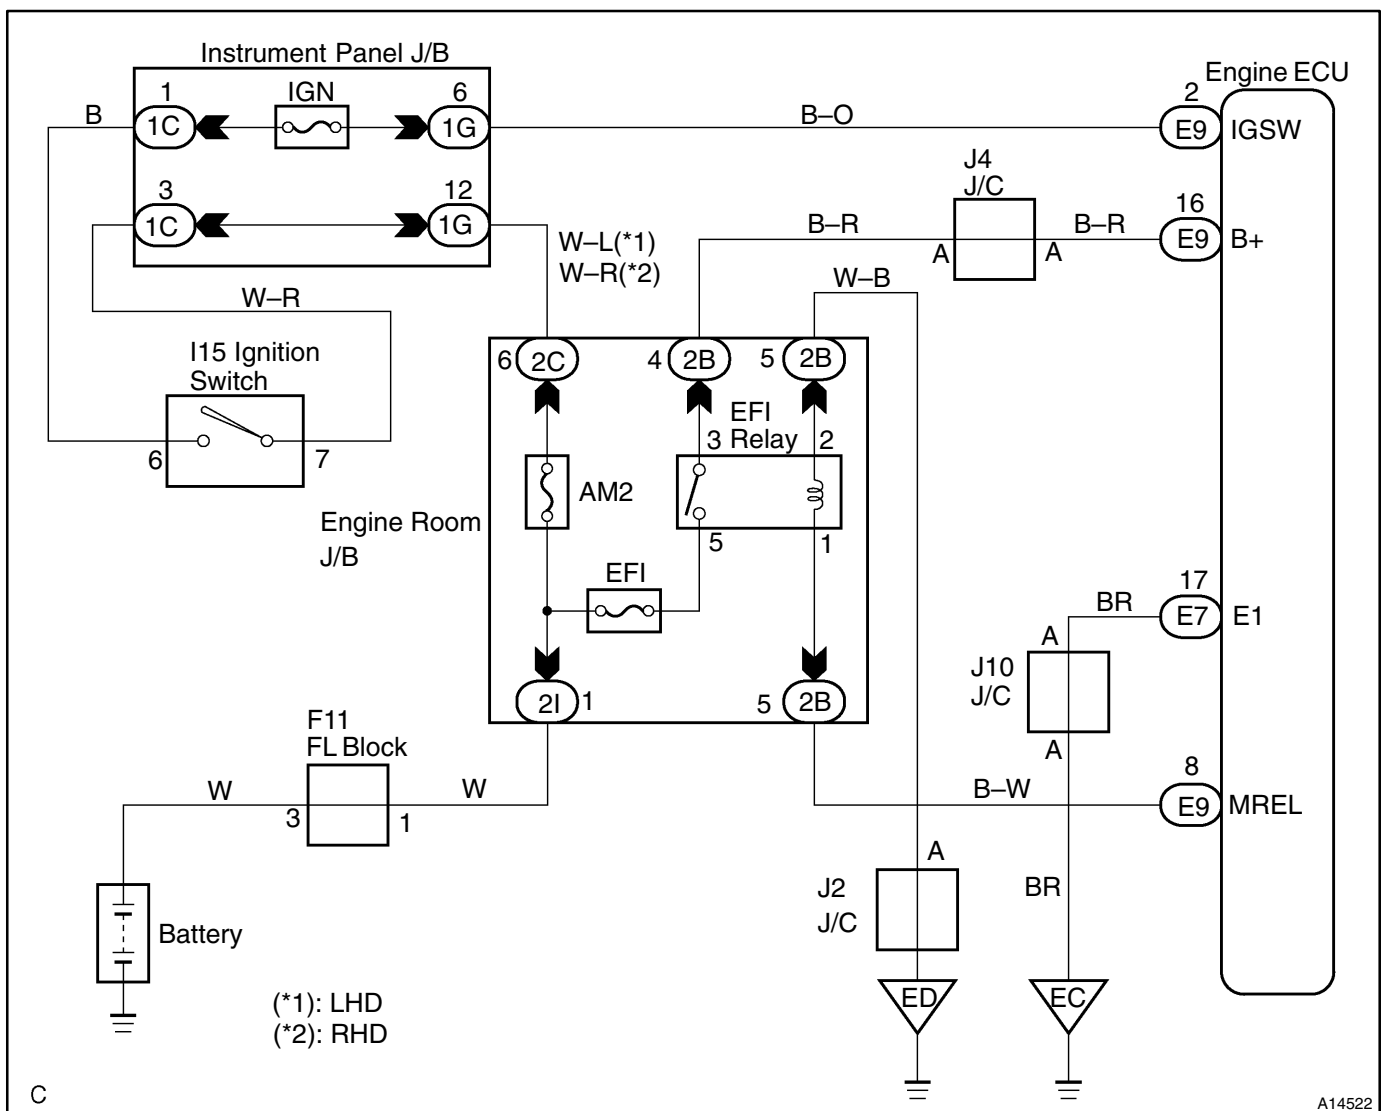 Instrument Panel J/B
Engine ECU
B
1
1C
IGN
6
1G
B–O
2
E9
IGSW
3
1C
12
1G
W–L(*1)
W–R(*2)
J4
J/C
B–R
A
A
B–R
16
E9
B+
W–R
W–B
I15 Ignition
Switch
6
7
6
2C
4
2B
5
2B
EFI
Relay
3
2
AM2
5
1
Engine Room
J/B
EFI
2I
1
5
2B
17
E7
E1
BR
A
J10
J/C
A
F11
FL Block
W
3
1
W
B–W
8
E9
MREL
Battery
A
J2
J/C
BR
ED
EC
(*1): LHD
(*2): RHD
C
A14522